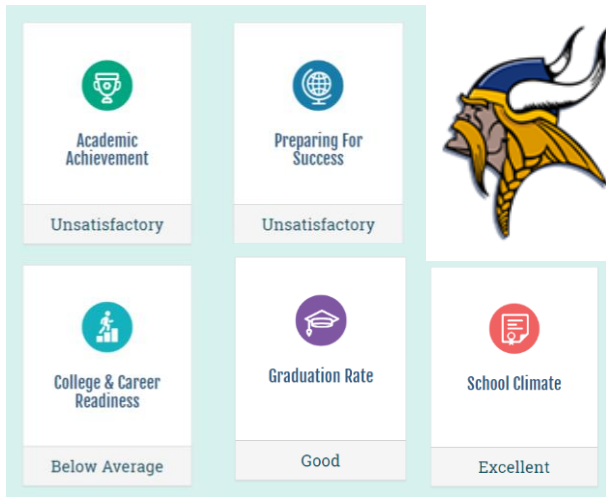 Academic
Achievement
Unsatisfactory
Preparing For
Success
Unsatisfactory
College & Career
Readiness
Below Average
Graduation Rate
Good
School Climate
Excellent